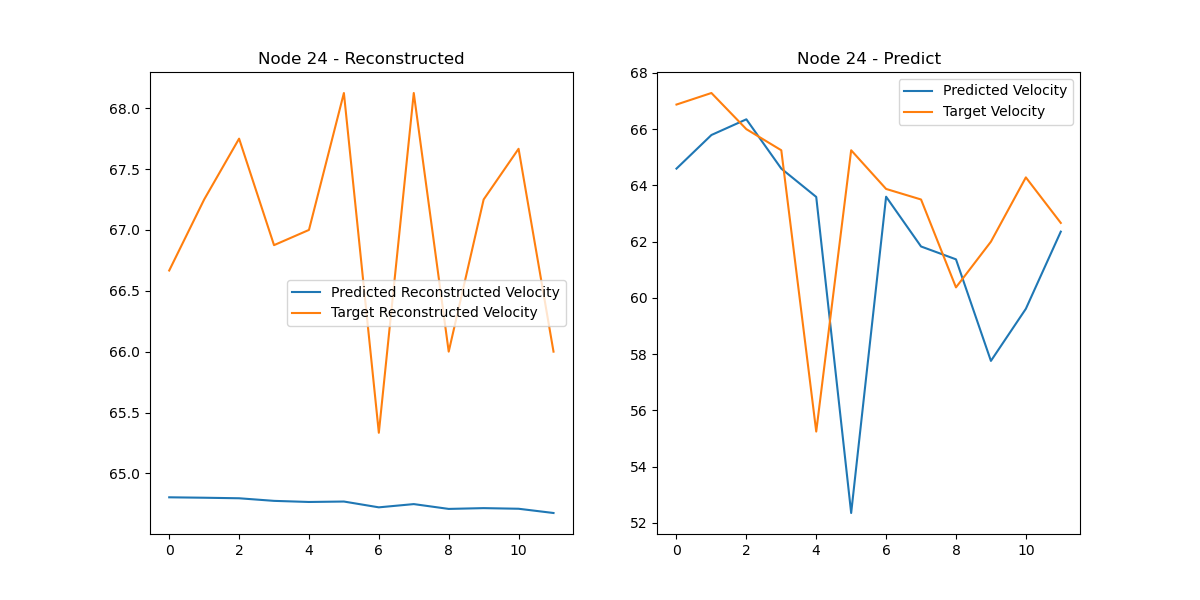 Node 24 - Reconstructed
68.0
67.5
67.0
66.5
66.0
65.5
65.0
0 2 4 6 8 10
Predicted Reconstructed Velocity
Target Reconstructed Velocity
Node 24 - Predict
68
66
64
62
60
58
56
54
52
0 2 4 6 8 10
Predicted Velocity
Target Velocity